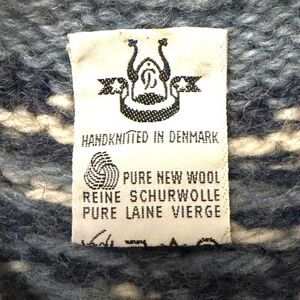 HANDKNITTED IN DENMARK
PURE NEW WOOL
REINE SCHURWOLLE
PURE LAINE VIERGE